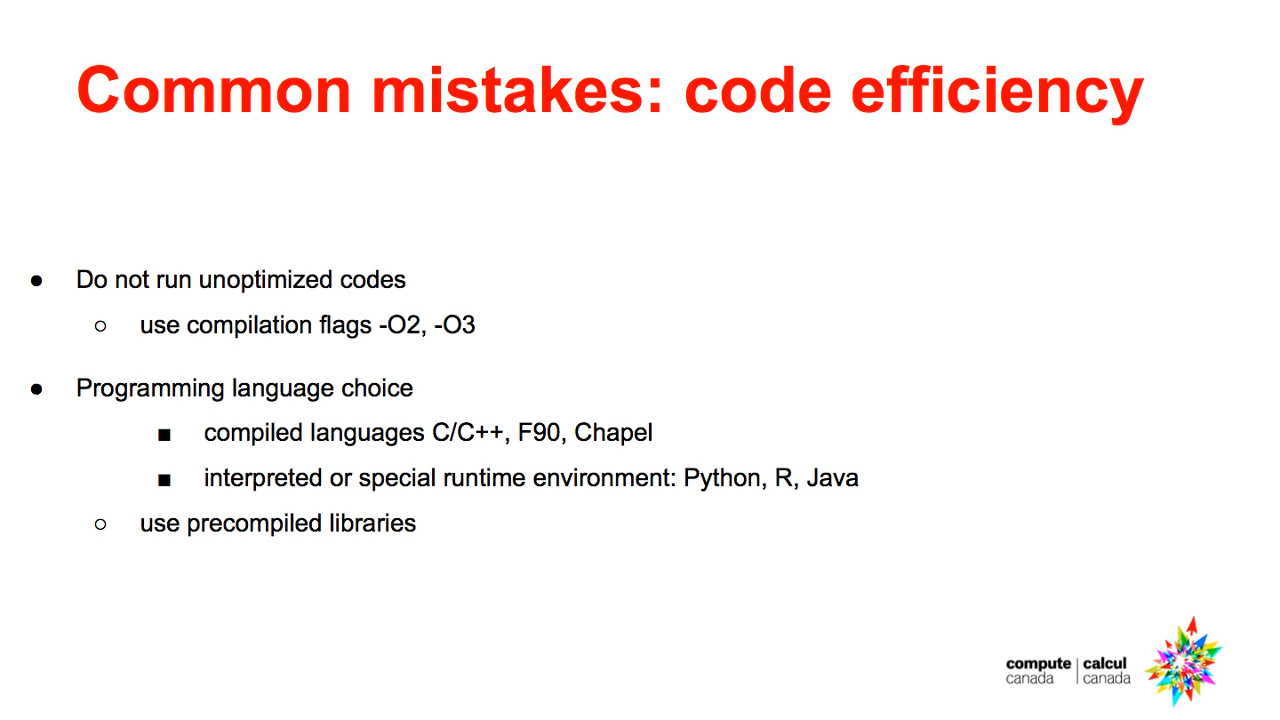 Common mistakes: code efficiency
● Do not run unoptimized codes
○ use compilation flags -O2, -O3
● Programming language choice
■ compiled languages C/C++, F90, Chapel
■ interpreted or special runtime environment: Python, R, Java
○ use precompiled libraries
compute | calcul
canada | canada